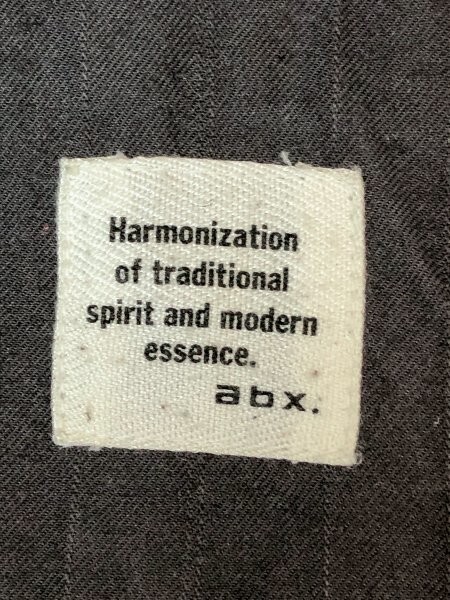 Harmonization
of traditional
spirit and modern
essence.
abx.